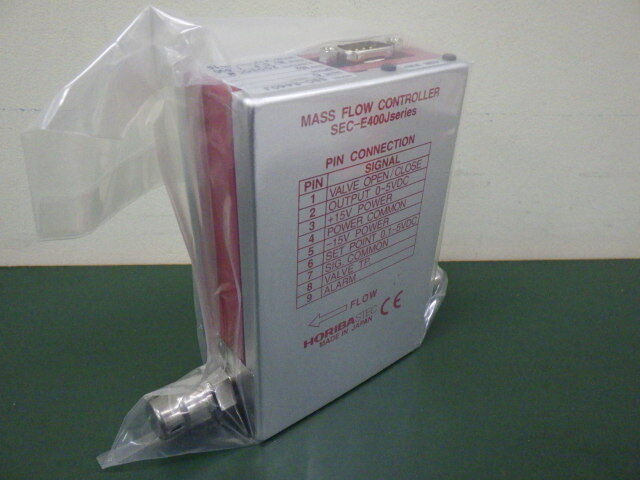 MASS FLOW CONTROLLER
SEC-E400Jseries
PIN CONNECTION
PIN SIGNAL
1 VALVE OPEN/CLOSE
2 OUTPUT 0-5VDC
3 +15V POWER
4 POWER COMMON
5 -15V POWER
6 SET POINT 0.1-5VDC
7 SIG. COMMON
8 VALVE T.P.
9 ALARM
FLOW
HORIBASTEC CE
MADE IN JAPAN